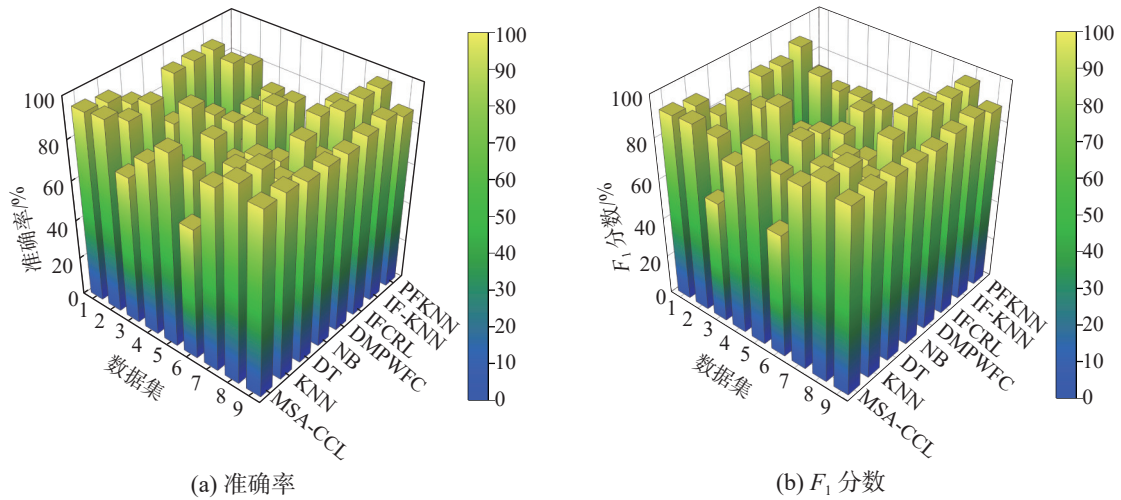 100
80
60
40
20
0
准确率/%
1
2
3
4
5
6
7
8
9
数据集
MSA-CCL
KNN
DT
NB
DMPWFC
IFCRL
IF-KNN
PFKNN
100
90
80
70
60
50
40
30
20
10
0
(a) 准确率
100
80
60
40
20
0
F₁ 分数/%
1
2
3
4
5
6
7
8
9
数据集
MSA-CCL
KNN
DT
NB
DMPWFC
IFCRL
IF-KNN
PFKNN
100
90
80
70
60
50
40
30
20
10
0
(b) F₁ 分数